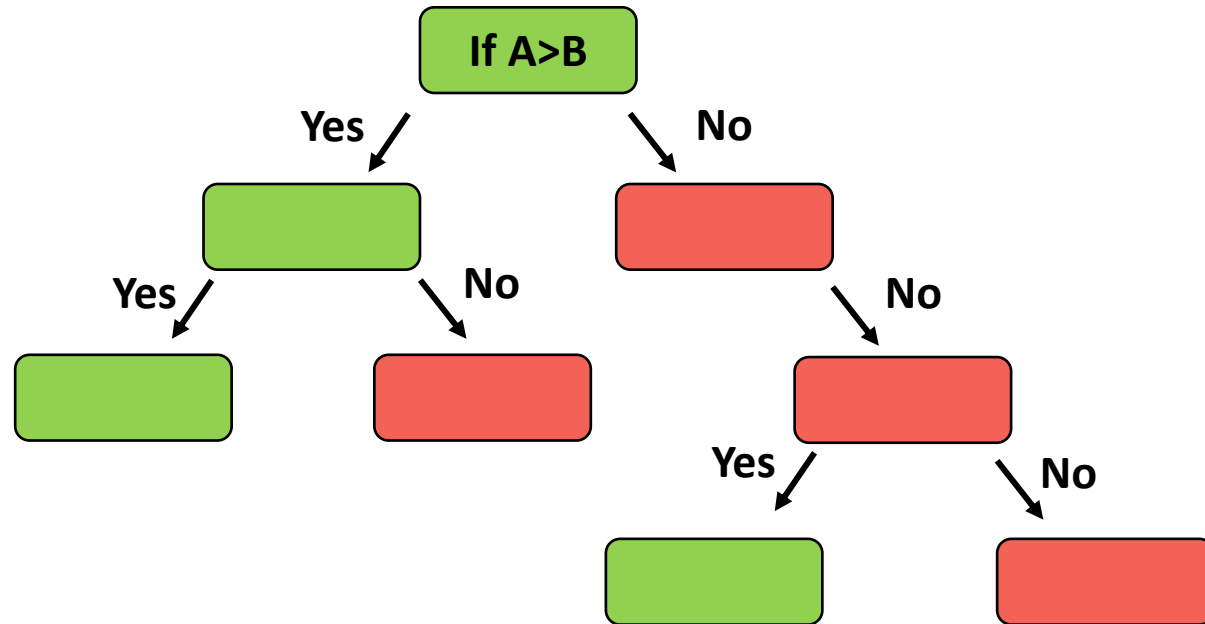 If A>B
Yes
No
Yes
No
No
Yes
No